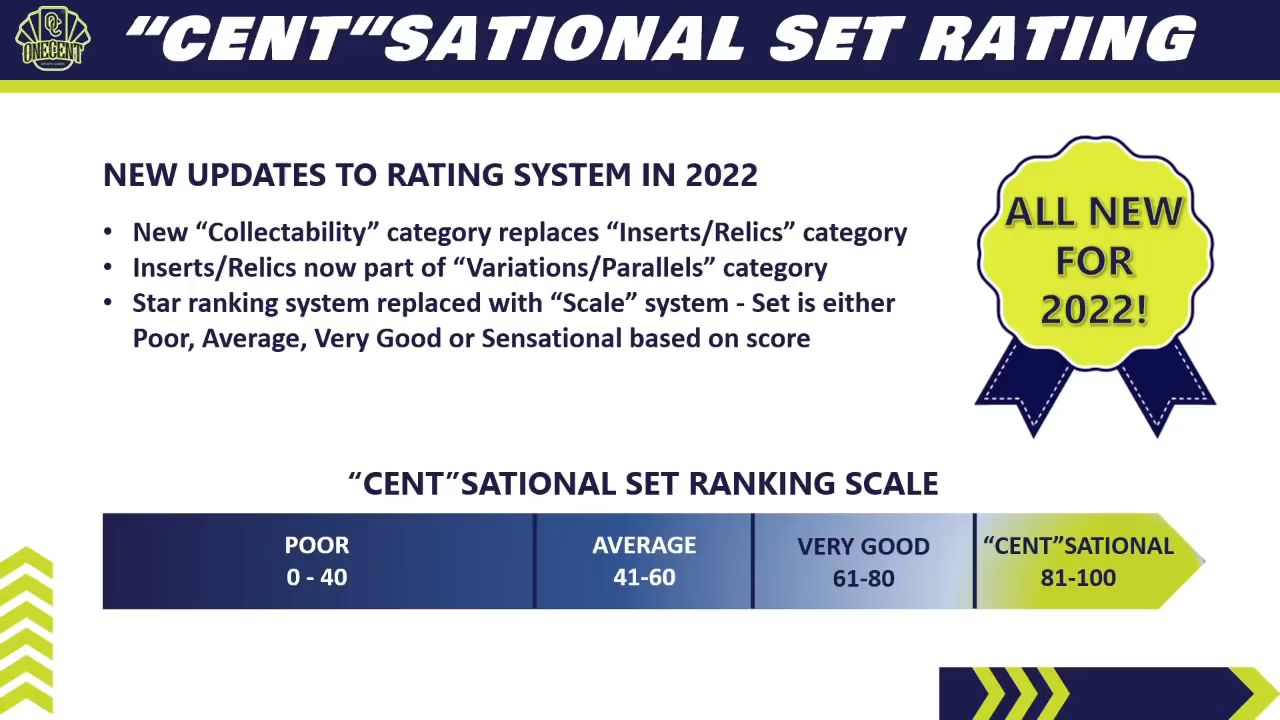 OC
ONECENT
SPORTS CARDS
“CENT”SATIONAL SET RATING
NEW UPDATES TO RATING SYSTEM IN 2022
• New “Collectability” category replaces “Inserts/Relics” category
• Inserts/Relics now part of “Variations/Parallels” category
• Star ranking system replaced with “Scale” system - Set is either
Poor, Average, Very Good or Sensational based on score
ALL NEW
FOR
2022!
“CENT”SATIONAL SET RANKING SCALE
POOR
0 - 40
AVERAGE
41-60
VERY GOOD
61-80
“CENT”SATIONAL
81-100